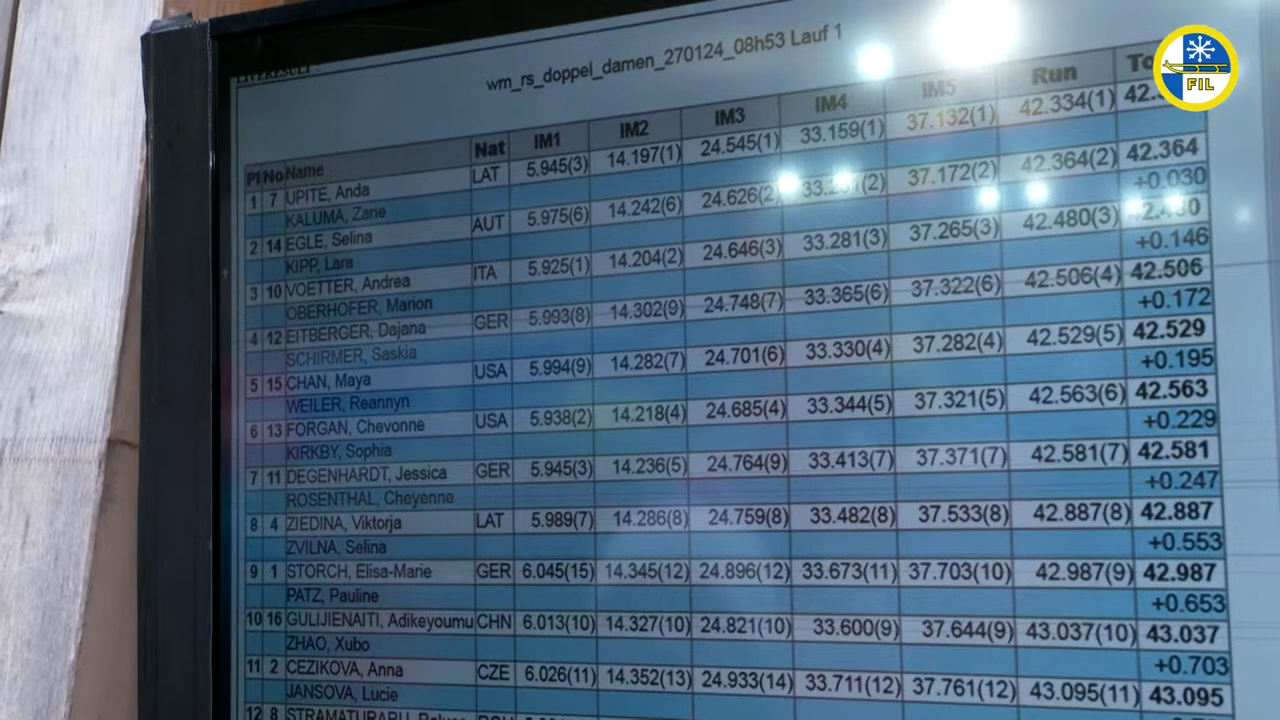 LIVERESULT:
wm_rs_doppel_damen_270124_08h53 Lauf 1
FIL
Pl No Name Nat IM1 IM2 IM3 IM4 IM5 Run
1 7 UPITE, Anda LAT 5.945(3) 14.197(1) 24.545(1) 33.159(1) 37.132(1) 42.334(1)
KALUMA, Zane
2 14 EGLE, Selina AUT 5.975(6) 14.242(6) 24.626(2) (2) 37.172(2) 42.364(2) 42.364
KIPP, Lara +0.030
3 10 VOETTER, Andrea ITA 5.925(1) 14.204(2) 24.646(3) 33.281(3) 37.265(3) 42.480(3)
OBERHOFER, Marion +0.146
4 12 EITBERGER, Dajana GER 5.993(8) 14.302(9) 24.748(7) 33.365(6) 37.322(6) 42.506(4) 42.506
SCHIRMER, Saskia +0.172
5 15 CHAN, Maya USA 5.994(9) 14.282(7) 24.701(6) 33.330(4) 37.282(4) 42.529(5) 42.529
WEILER, Reannyn +0.195
6 13 FORGAN, Chevonne USA 5.938(2) 14.218(4) 24.685(4) 33.344(5) 37.321(5) 42.563(6) 42.563
KIRKBY, Sophia +0.229
7 11 DEGENHARDT, Jessica GER 5.945(3) 14.236(5) 24.764(9) 33.413(7) 37.371(7) 42.581(7) 42.581
ROSENTHAL, Cheyenne +0.247
8 4 ZIEDINA, Viktorja LAT 5.989(7) 14.286(8) 24.759(8) 33.482(8) 37.533(8) 42.887(8) 42.887
ZVILNA, Selina +0.553
9 1 STORCH, Elisa-Marie GER 6.045(15) 14.345(12) 24.896(12) 33.673(11) 37.703(10) 42.987(9) 42.987
PATZ, Pauline +0.653
10 16 GULIJIENAITI, Adikeyoumu CHN 6.013(10) 14.327(10) 24.821(10) 33.600(9) 37.644(9) 43.037(10) 43.037
ZHAO, Xubo +0.703
11 2 CEZIKOVA, Anna CZE 6.026(11) 14.352(13) 24.933(14) 33.711(12) 37.761(12) 43.095(11) 43.095
JANSOVA, Lucie
12 8